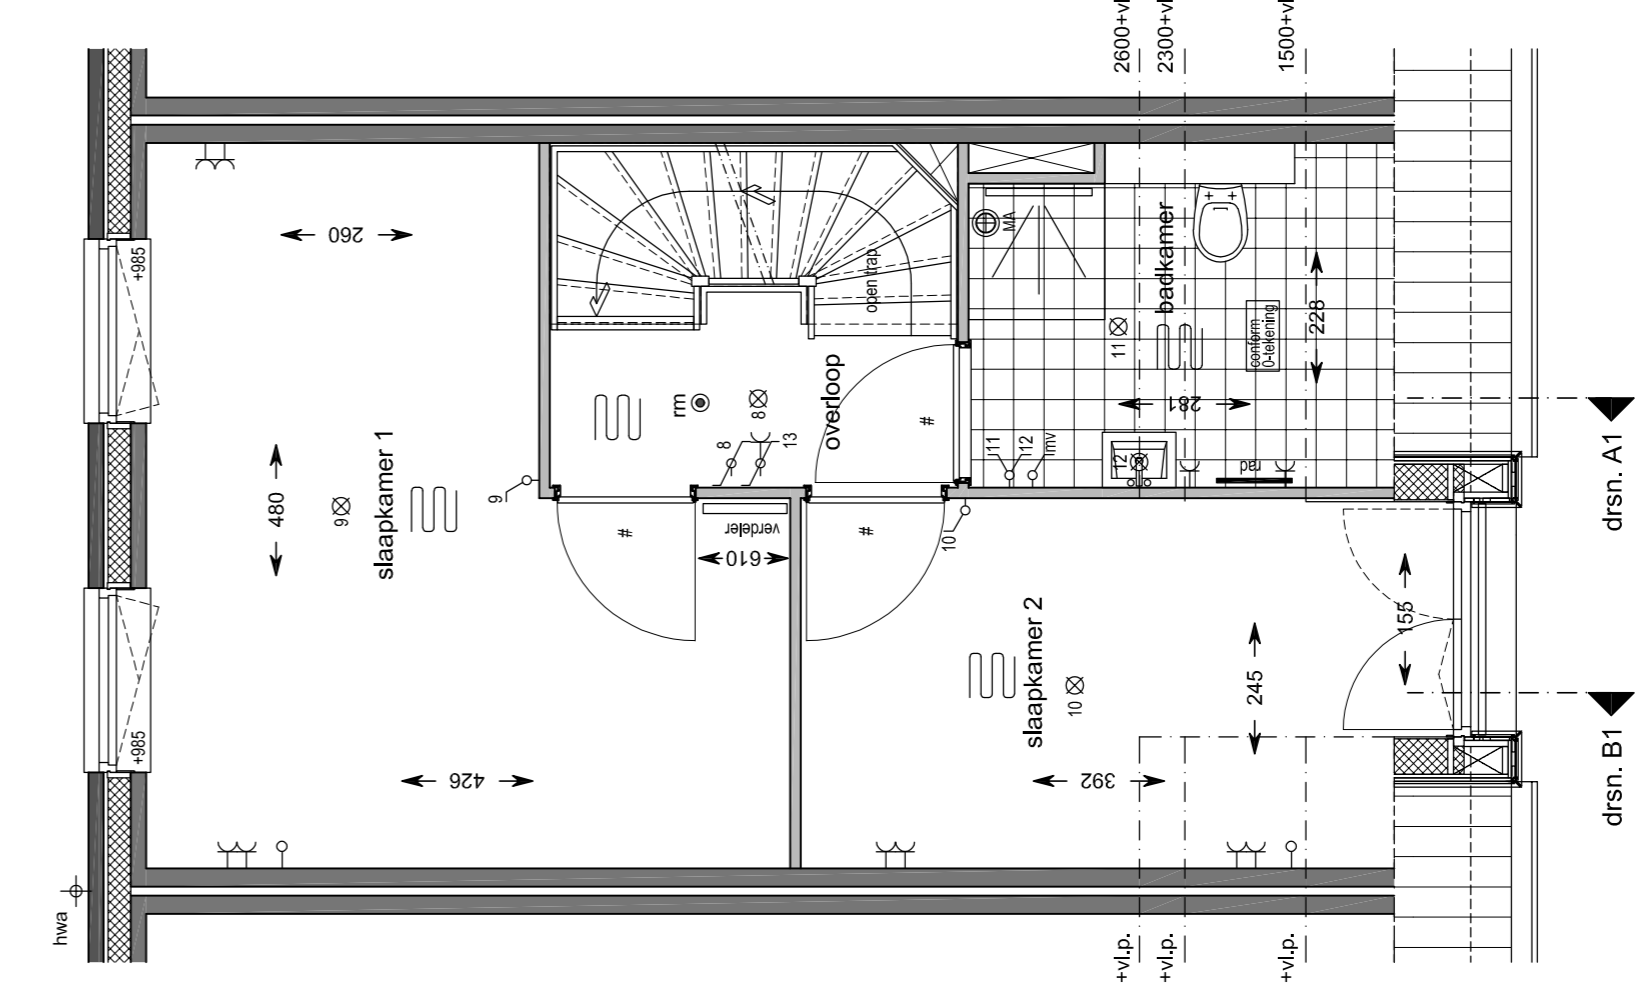 2600+vl
2300+vl
1500+vl
+985
260
open trap
MA
badkamer
conform
0-tekening
228
11
281
rm
8
overloop
#
8
13
11
12
mv
12
rad
drsn. A1
480
9
slaapkamer 1
9
#
verdeler
610
#
10
155
slaapkamer 2
10
245
+985
426
392
drsn. B1
hwa
+vl.p.
+vl.p.
+vl.p.